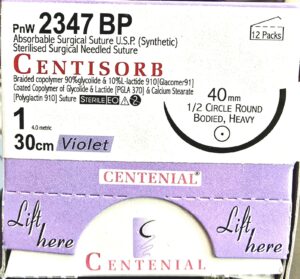 PnW 2347 BP
Absorbable Surgical Suture U.S.P. (Synthetic)
Sterilised Surgical Needled Suture
12 Packs
CENTISORB
Braided copolymer 90%glycolide & 10%L-lactide 910[Glacomer91]
Coated Copolymer of Glycolide & Lactide [PGLA 370] & Calcium Stearate
[Polyglactin 910] Suture STERILE EO
40mm
1/2 CIRCLE ROUND
BODIED, HEAVY
1 4.0 metric
30cm Violet
CENTENIAL®
Lift here
Lift here
C
CENTENIAL